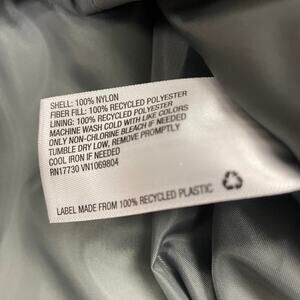 SHELL: 100% NYLON
FIBER FILL: 100% RECYCLED POLYESTER
LINING: 100% RECYCLED POLYESTER
MACHINE WASH COLD WITH LIKE COLORS
ONLY NON-CHLORINE BLEACH IF NEEDED
TUMBLE DRY LOW, REMOVE PROMPTLY
COOL IRON IF NEEDED
RN17730 VN1069804
LABEL MADE FROM 100% RECYCLED PLASTIC